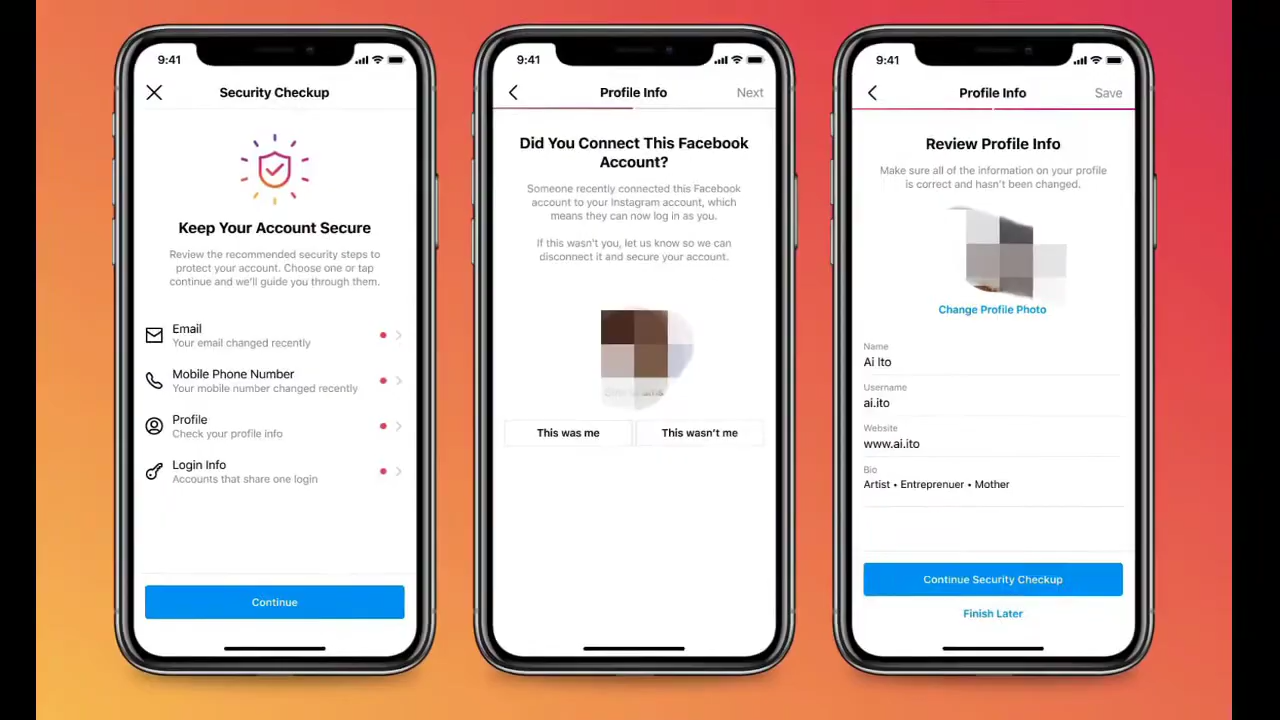 9:41
Security Checkup
Keep Your Account Secure
Review the recommended security steps to
protect your account. Choose one or tap
continue and we'll guide you through them.
Email
Your email changed recently
Mobile Phone Number
Your mobile number changed recently
Profile
Check your profile info
Login Info
Accounts that share one login
Continue
9:41
Profile Info
Next
Did You Connect This Facebook
Account?
Someone recently connected this Facebook
account to your Instagram account, which
means they can now log in as you.
If this wasn't you, let us know so we can
disconnect it and secure your account.
This was me
This wasn't me
9:41
Profile Info
Save
Review Profile Info
Make sure all of the information on your profile
is correct and hasn't been changed.
Change Profile Photo
Name
Ai Ito
Username
ai.ito
Website
www.ai.ito
Bio
Artist • Entreprenuer • Mother
Continue Security Checkup
Finish Later